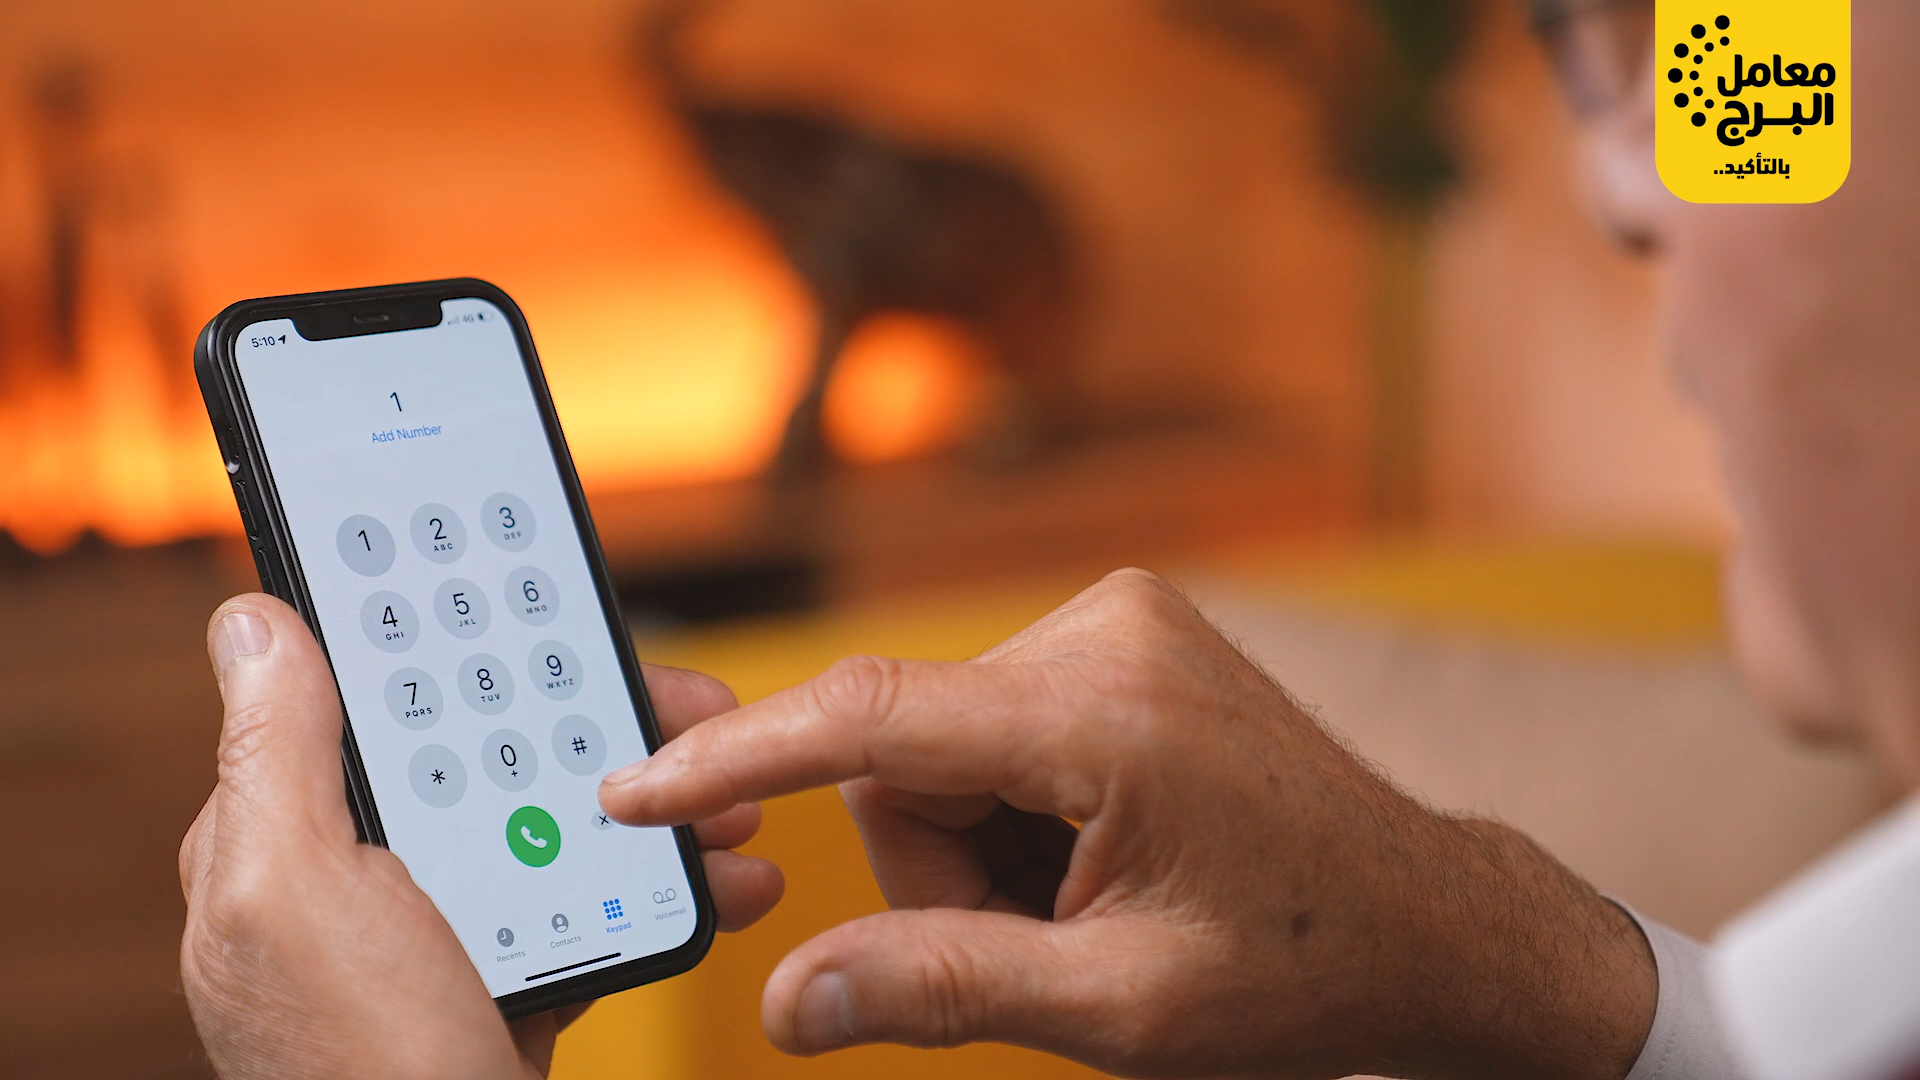 معامل
البرج
بالتأكيد..
5:10
4G
1
Add Number
1
2
ABC
3
DEF
4
GHI
5
JKL
6
MNO
7
PQRS
8
TUV
9
WXYZ
*
0
+
#
Recents
Contacts
Keypad
Voicemail